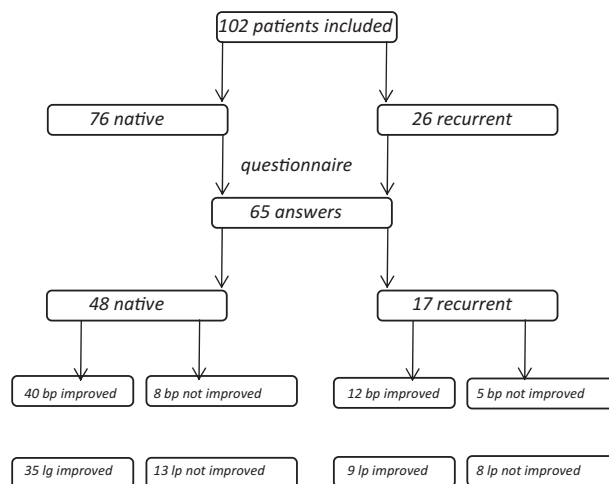 102 patients included
76 native
26 recurrent
questionnaire
65 answers
48 native
17 recurrent
40 bp improved
8 bp not improved
12 bp improved
5 bp not improved
35 lg improved
13 lp not improved
9 lp improved
8 lp not improved